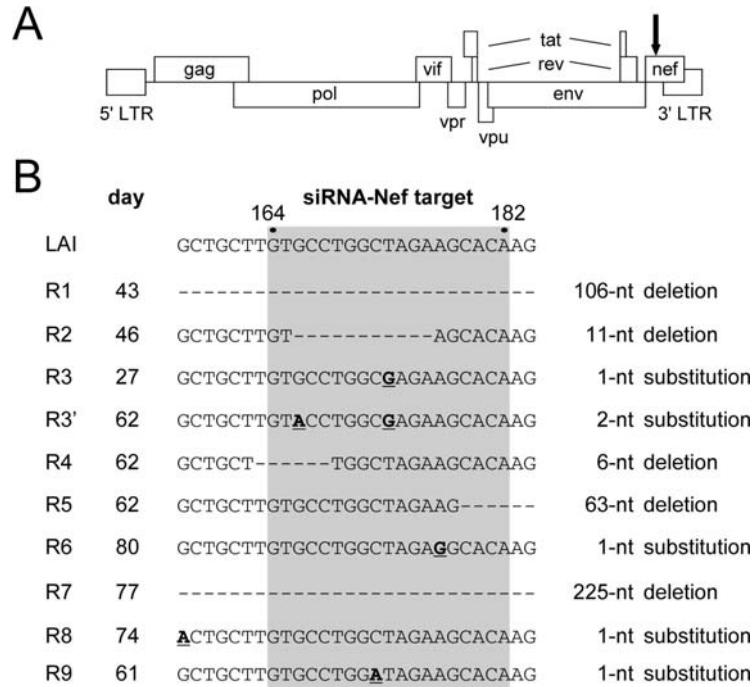 A
gag
vif
tat
rev
nef
5' LTR
pol
vpr
vpu
env
3' LTR
B
day siRNA-Nef target
164 182
LAI GCTGCTTGTGCCTGGCTAGAAGCACAAG
R1 43 ---------------------------- 106-nt deletion
R2 46 GCTGCTTGT-----------AGCACAAG 11-nt deletion
R3 27 GCTGCTTGTGCCTGGCGAGAAGCACAAG 1-nt substitution
R3' 62 GCTGCTTGTACCTGGCGAGAAGCACAAG 2-nt substitution
R4 62 GCTGCT------TGGCTAGAAGCACAAG 6-nt deletion
R5 62 GCTGCTTGTGCCTGGCTAGAAG------ 63-nt deletion
R6 80 GCTGCTTGTGCCTGGCTAGAGGCACAAG 1-nt substitution
R7 77 ---------------------------- 225-nt deletion
R8 74 ACTGCTTGTGCCTGGCTAGAAGCACAAG 1-nt substitution
R9 61 GCTGCTTGTGCCTGGATAGAAGCACAAG 1-nt substitution